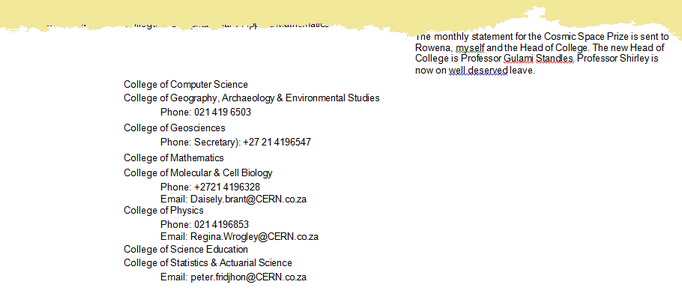 The monthly statement for the Cosmic Space Prize is sent to
Rowena, myself and the Head of College. The new Head of
College is Professor Gulami Standles. Professor Shirley is
now on well deserved leave.
College of Computer Science
College of Geography, Archaeology & Environmental Studies
Phone: 021 419 6503
College of Geosciences
Phone: Secretary): +27 21 4196547
College of Mathematics
College of Molecular & Cell Biology
Phone: +2721 4196328
Email: Daisely.brant@CERN.co.za
College of Physics
Phone: 021 4196853
Email: Regina.Wrogley@CERN.co.za
College of Science Education
College of Statistics & Actuarial Science
Email: peter.fridjhon@CERN.co.za